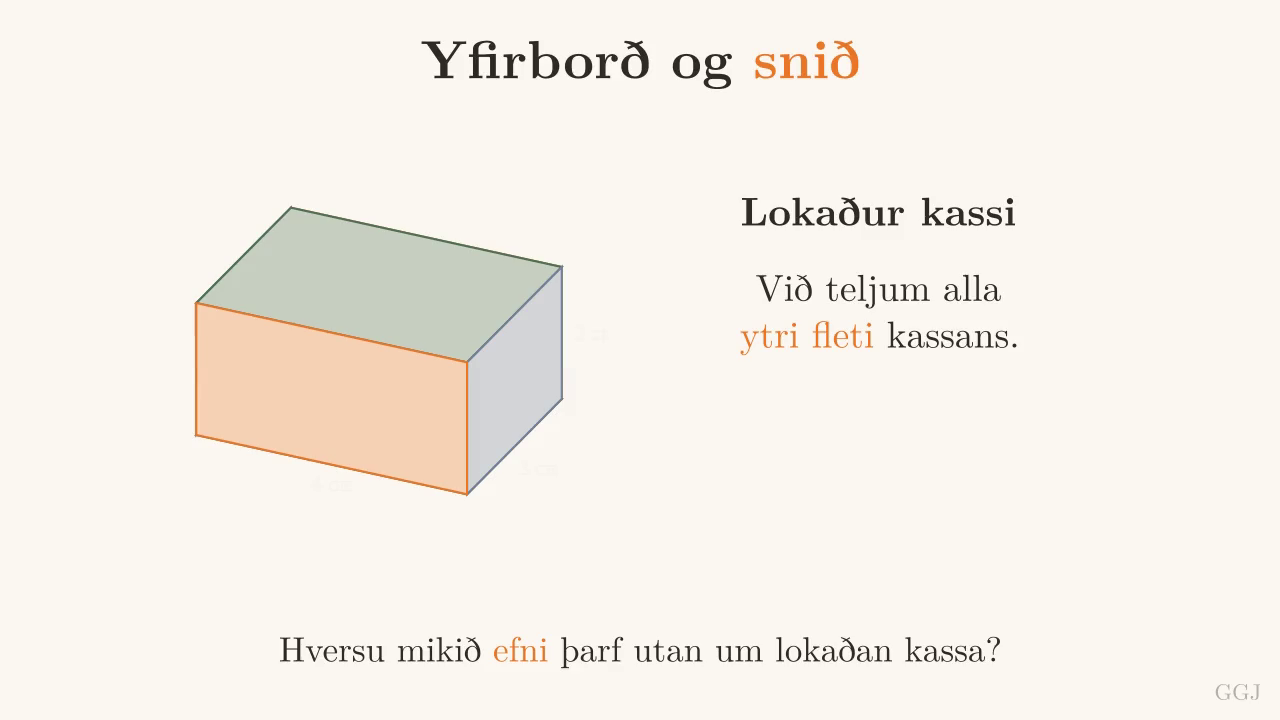 Yfirborð og snið
Lokaður kassi
Við teljum alla
ytri fleti kassans.
Hversu mikið efni þarf utan um lokaðan kassa?
GGJ